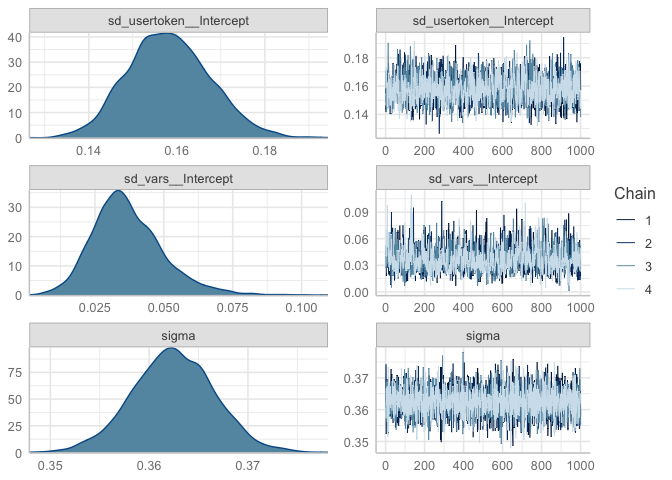 sd_usertoken__Intercept
40
30
20
10
0
0.14 0.16 0.18
sd_usertoken__Intercept
0.18
0.16
0.14
0 200 400 600 800 1000
sd_vars__Intercept
30
20
10
0
0.025 0.050 0.075 0.100
sd_vars__Intercept
0.09
0.06
0.03
0.00
0 200 400 600 800 1000
sigma
75
50
25
0
0.35 0.36 0.37
sigma
0.37
0.36
0.35
0 200 400 600 800 1000
Chain
1
2
3
4